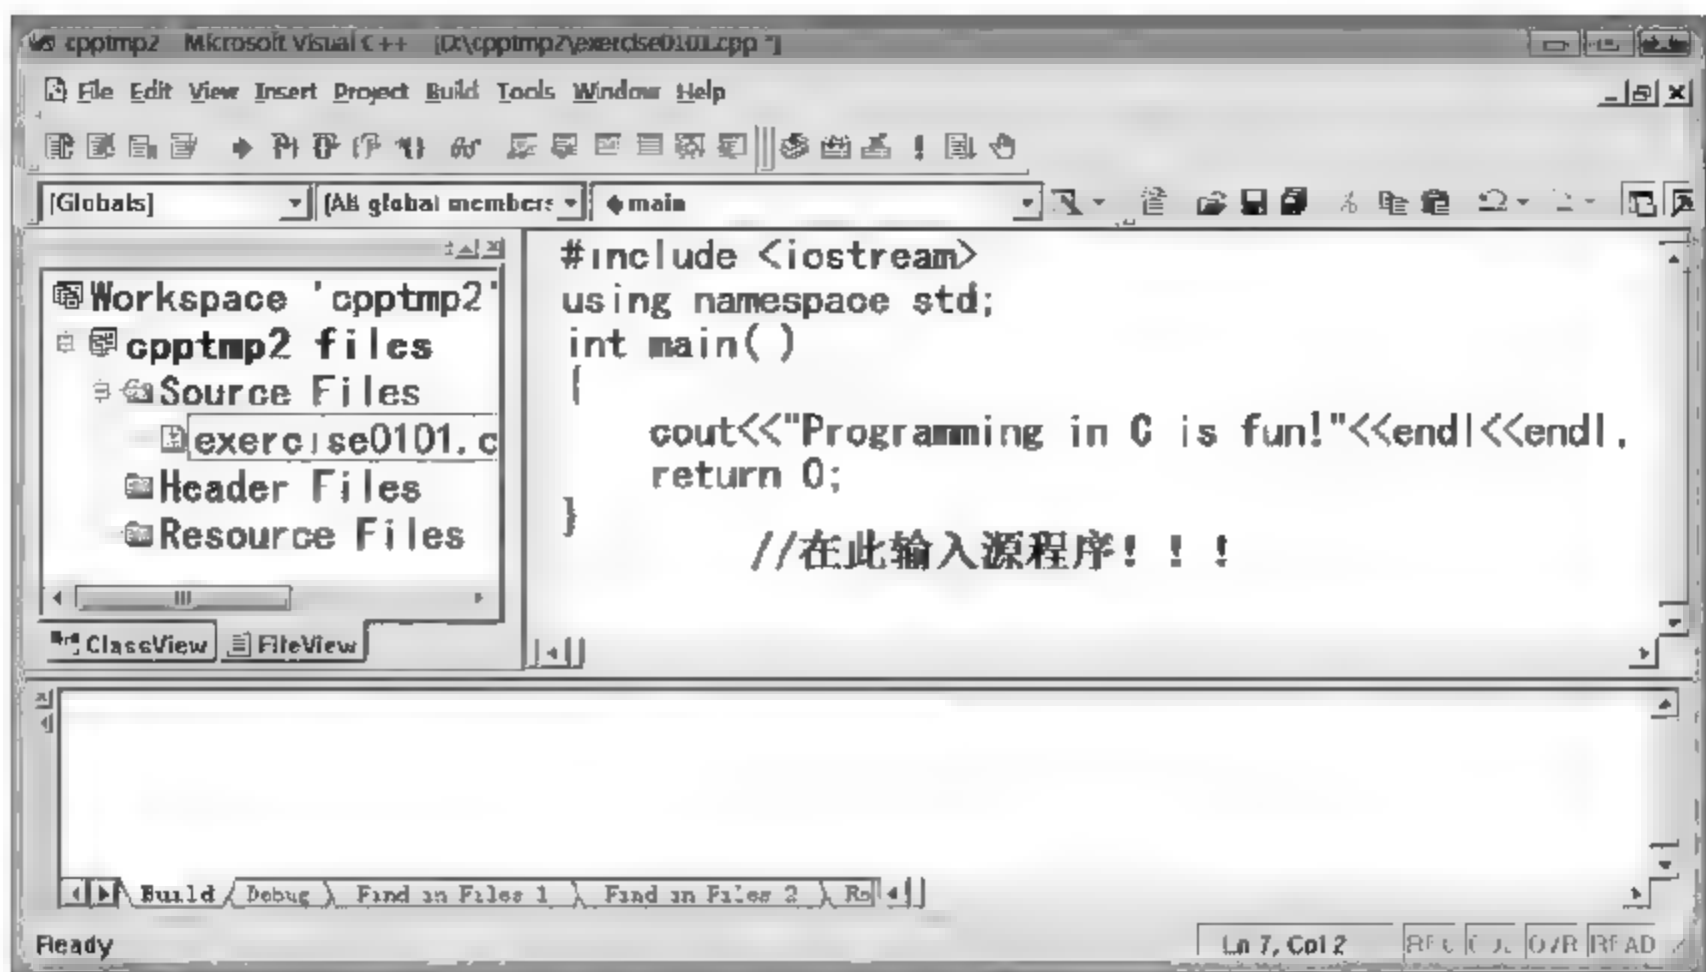 cpptmp2 Microsoft Visual C++ [D:\cpptmp2\exercise0101.cpp *]
File Edit View Insert Project Build Tools Window Help
[Globals] [All global members main
Workspace 'cpptmp2'
cpptmp2 files
Source Files
exercise0101.c
Header Files
Resource Files
ClassView FileView
#include <iostream>
using namespace std;
int main( )
{
cout<<"Programming in C is fun!"<<endl<<endl.
return 0;
}
//在此输入源程序!!!
Build Debug Find in Files 1 Find in Files 2
Ready
Ln 7, Col 2 OVR READ